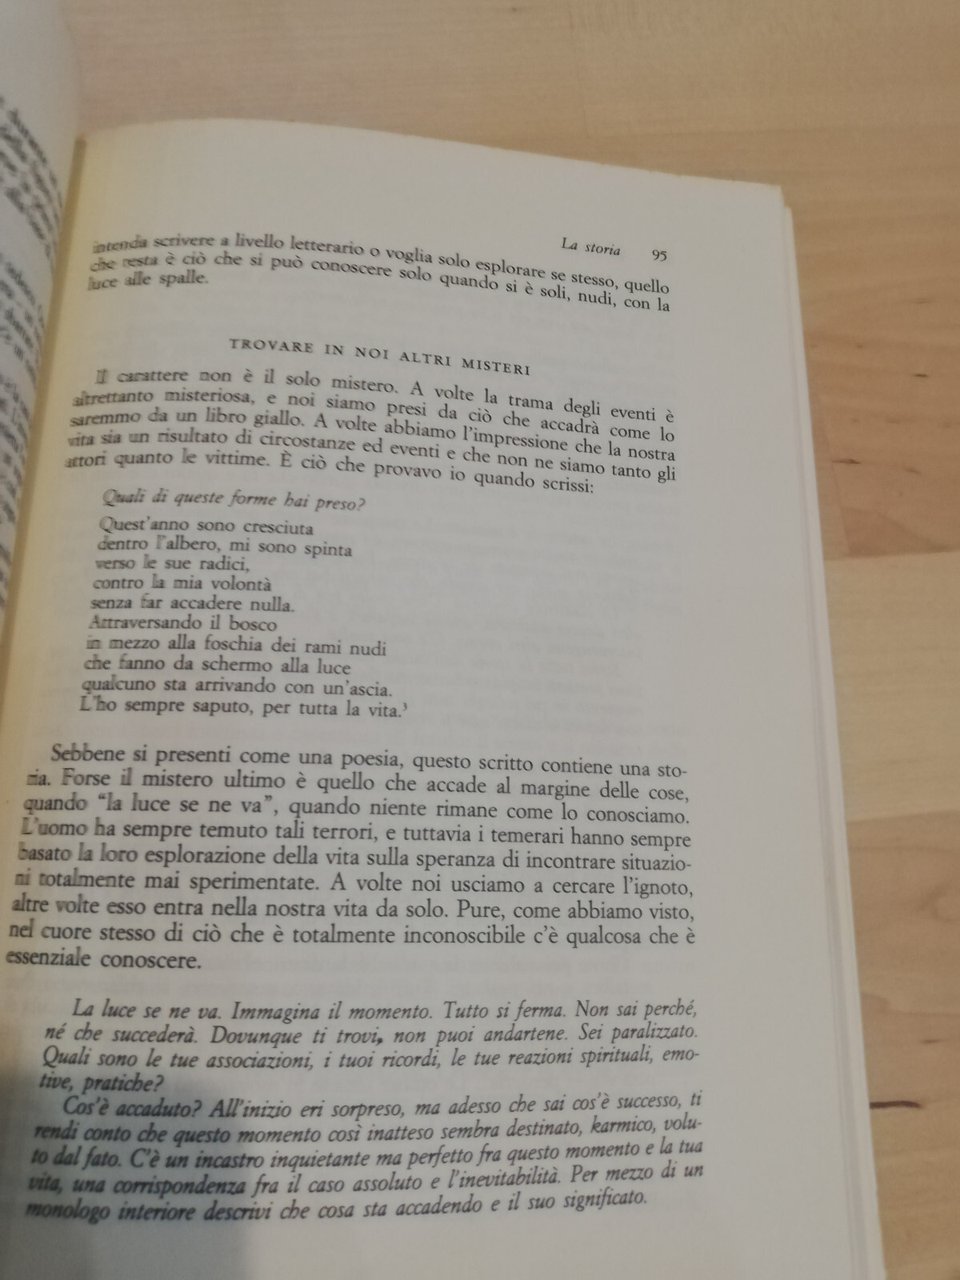 La storia 95
intenda scrivere a livello letterario o voglia solo esplorare se stesso, quello
che resta è ciò che si può conoscere solo quando si è soli, nudi, con la
luce alle spalle.
TROVARE IN NOI ALTRI MISTERI
Il carattere non è il solo mistero. A volte la trama degli eventi è
altrettanto misteriosa, e noi siamo presi da ciò che accadrà come lo
saremmo da un libro giallo. A volte abbiamo l'impressione che la nostra
vita sia un risultato di circostanze ed eventi e che non ne siamo tanto gli
attori quanto le vittime. È ciò che provavo io quando scrissi:
Quali di queste forme hai preso?
Quest'anno sono cresciuta
dentro l'albero, mi sono spinta
verso le sue radici,
contro la mia volontà
senza far accadere nulla.
Attraversando il bosco
in mezzo alla foschia dei rami nudi
che fanno da schermo alla luce
qualcuno sta arrivando con un'ascia.
L'ho sempre saputo, per tutta la vita.³
Sebbene si presenti come una poesia, questo scritto contiene una sto-
ria. Forse il mistero ultimo è quello che accade al margine delle cose,
quando “la luce se ne va”, quando niente rimane come lo conosciamo.
L'uomo ha sempre temuto tali terrori, e tuttavia i temerari hanno sempre
basato la loro esplorazione della vita sulla speranza di incontrare situazio-
ni totalmente mai sperimentate. A volte noi usciamo a cercare l'ignoto,
altre volte esso entra nella nostra vita da solo. Pure, come abbiamo visto,
nel cuore stesso di ciò che è totalmente inconoscibile c'è qualcosa che è
essenziale conoscere.
La luce se ne va. Immagina il momento. Tutto si ferma. Non sai perché,
né che succederà. Dovunque ti trovi, non puoi andartene. Sei paralizzato.
Quali sono le tue associazioni, i tuoi ricordi, le tue reazioni spirituali, emo-
tive, pratiche?
Cos'è accaduto? All'inizio eri sorpreso, ma adesso che sai cos'è successo, ti
rendi conto che questo momento così inatteso sembra destinato, karmico, volu-
to dal fato. C'è un incastro inquietante ma perfetto fra questo momento e la tua
vita, una corrispondenza fra il caso assoluto e l'inevitabilità. Per mezzo di un
monologo interiore descrivi che cosa sta accadendo e il suo significato.